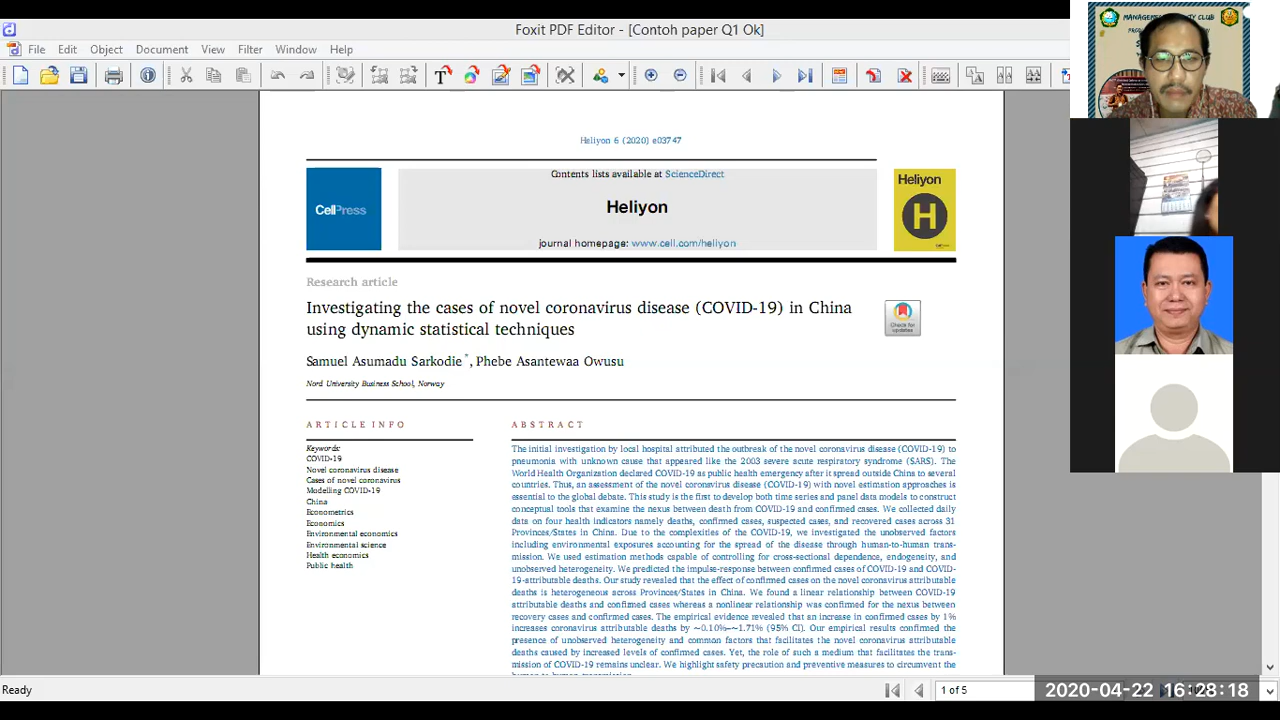 Foxit PDF Editor - [Contoh paper Q1 Ok]
File Edit Object Document View Filter Window Help
Heliyon 6 (2020) e03747
Contents lists available at ScienceDirect
CellPress
Heliyon
journal homepage: www.cell.com/heliyon
Heliyon
H
Research article
Investigating the cases of novel coronavirus disease (COVID-19) in China
using dynamic statistical techniques
Check for
updates
Samuel Asumadu Sarkodie *, Phebe Asantewaa Owusu
Nord University Business School, Norway
ARTICLE INFO
Keywords:
COVID-19
Novel coronavirus disease
Cases of novel coronavirus
Modelling COVID-19
China
Econometrics
Economics
Environmental economics
Environmental science
Health economics
Public health
ABSTRACT
The initial investigation by local hospital attributed the outbreak of the novel coronavirus disease (COVID-19) to
pneumonia with unknown cause that appeared like the 2003 severe acute respiratory syndrome (SARS). The
World Health Organization declared COVID-19 as public health emergency after it spread outside China to several
countries. Thus, an assessment of the novel coronavirus disease (COVID-19) with novel estimation approaches is
essential to the global debate. This study is the first to develop both time series and panel data models to construct
conceptual tools that examine the nexus between death from COVID-19 and confirmed cases. We collected daily
data on four health indicators namely deaths, confirmed cases, suspected cases, and recovered cases across 31
Provinces/States in China. Due to the complexities of the COVID-19, we investigated the unobserved factors
including environmental exposures accounting for the spread of the disease through human-to-human trans-
mission. We used estimation methods capable of controlling for cross-sectional dependence, endogeneity, and
unobserved heterogeneity. We predicted the impulse-response between confirmed cases of COVID-19 and COVID-
19-attributable deaths. Our study revealed that the effect of confirmed cases on the novel coronavirus attributable
deaths is heterogeneous across Provinces/States in China. We found a linear relationship between COVID-19
attributable deaths and confirmed cases whereas a nonlinear relationship was confirmed for the nexus between
recovery cases and confirmed cases. The empirical evidence revealed that an increase in confirmed cases by 1%
increases coronavirus attributable deaths by ~0.10%–~1.71% (95% CI). Our empirical results confirmed the
presence of unobserved heterogeneity and common factors that facilitates the novel coronavirus attributable
deaths caused by increased levels of confirmed cases. Yet, the role of such a medium that facilitates the trans-
mission of COVID-19 remains unclear. We highlight safety precaution and preventive measures to circumvent the
Ready
1 of 5
2020-04-22 16:28:18